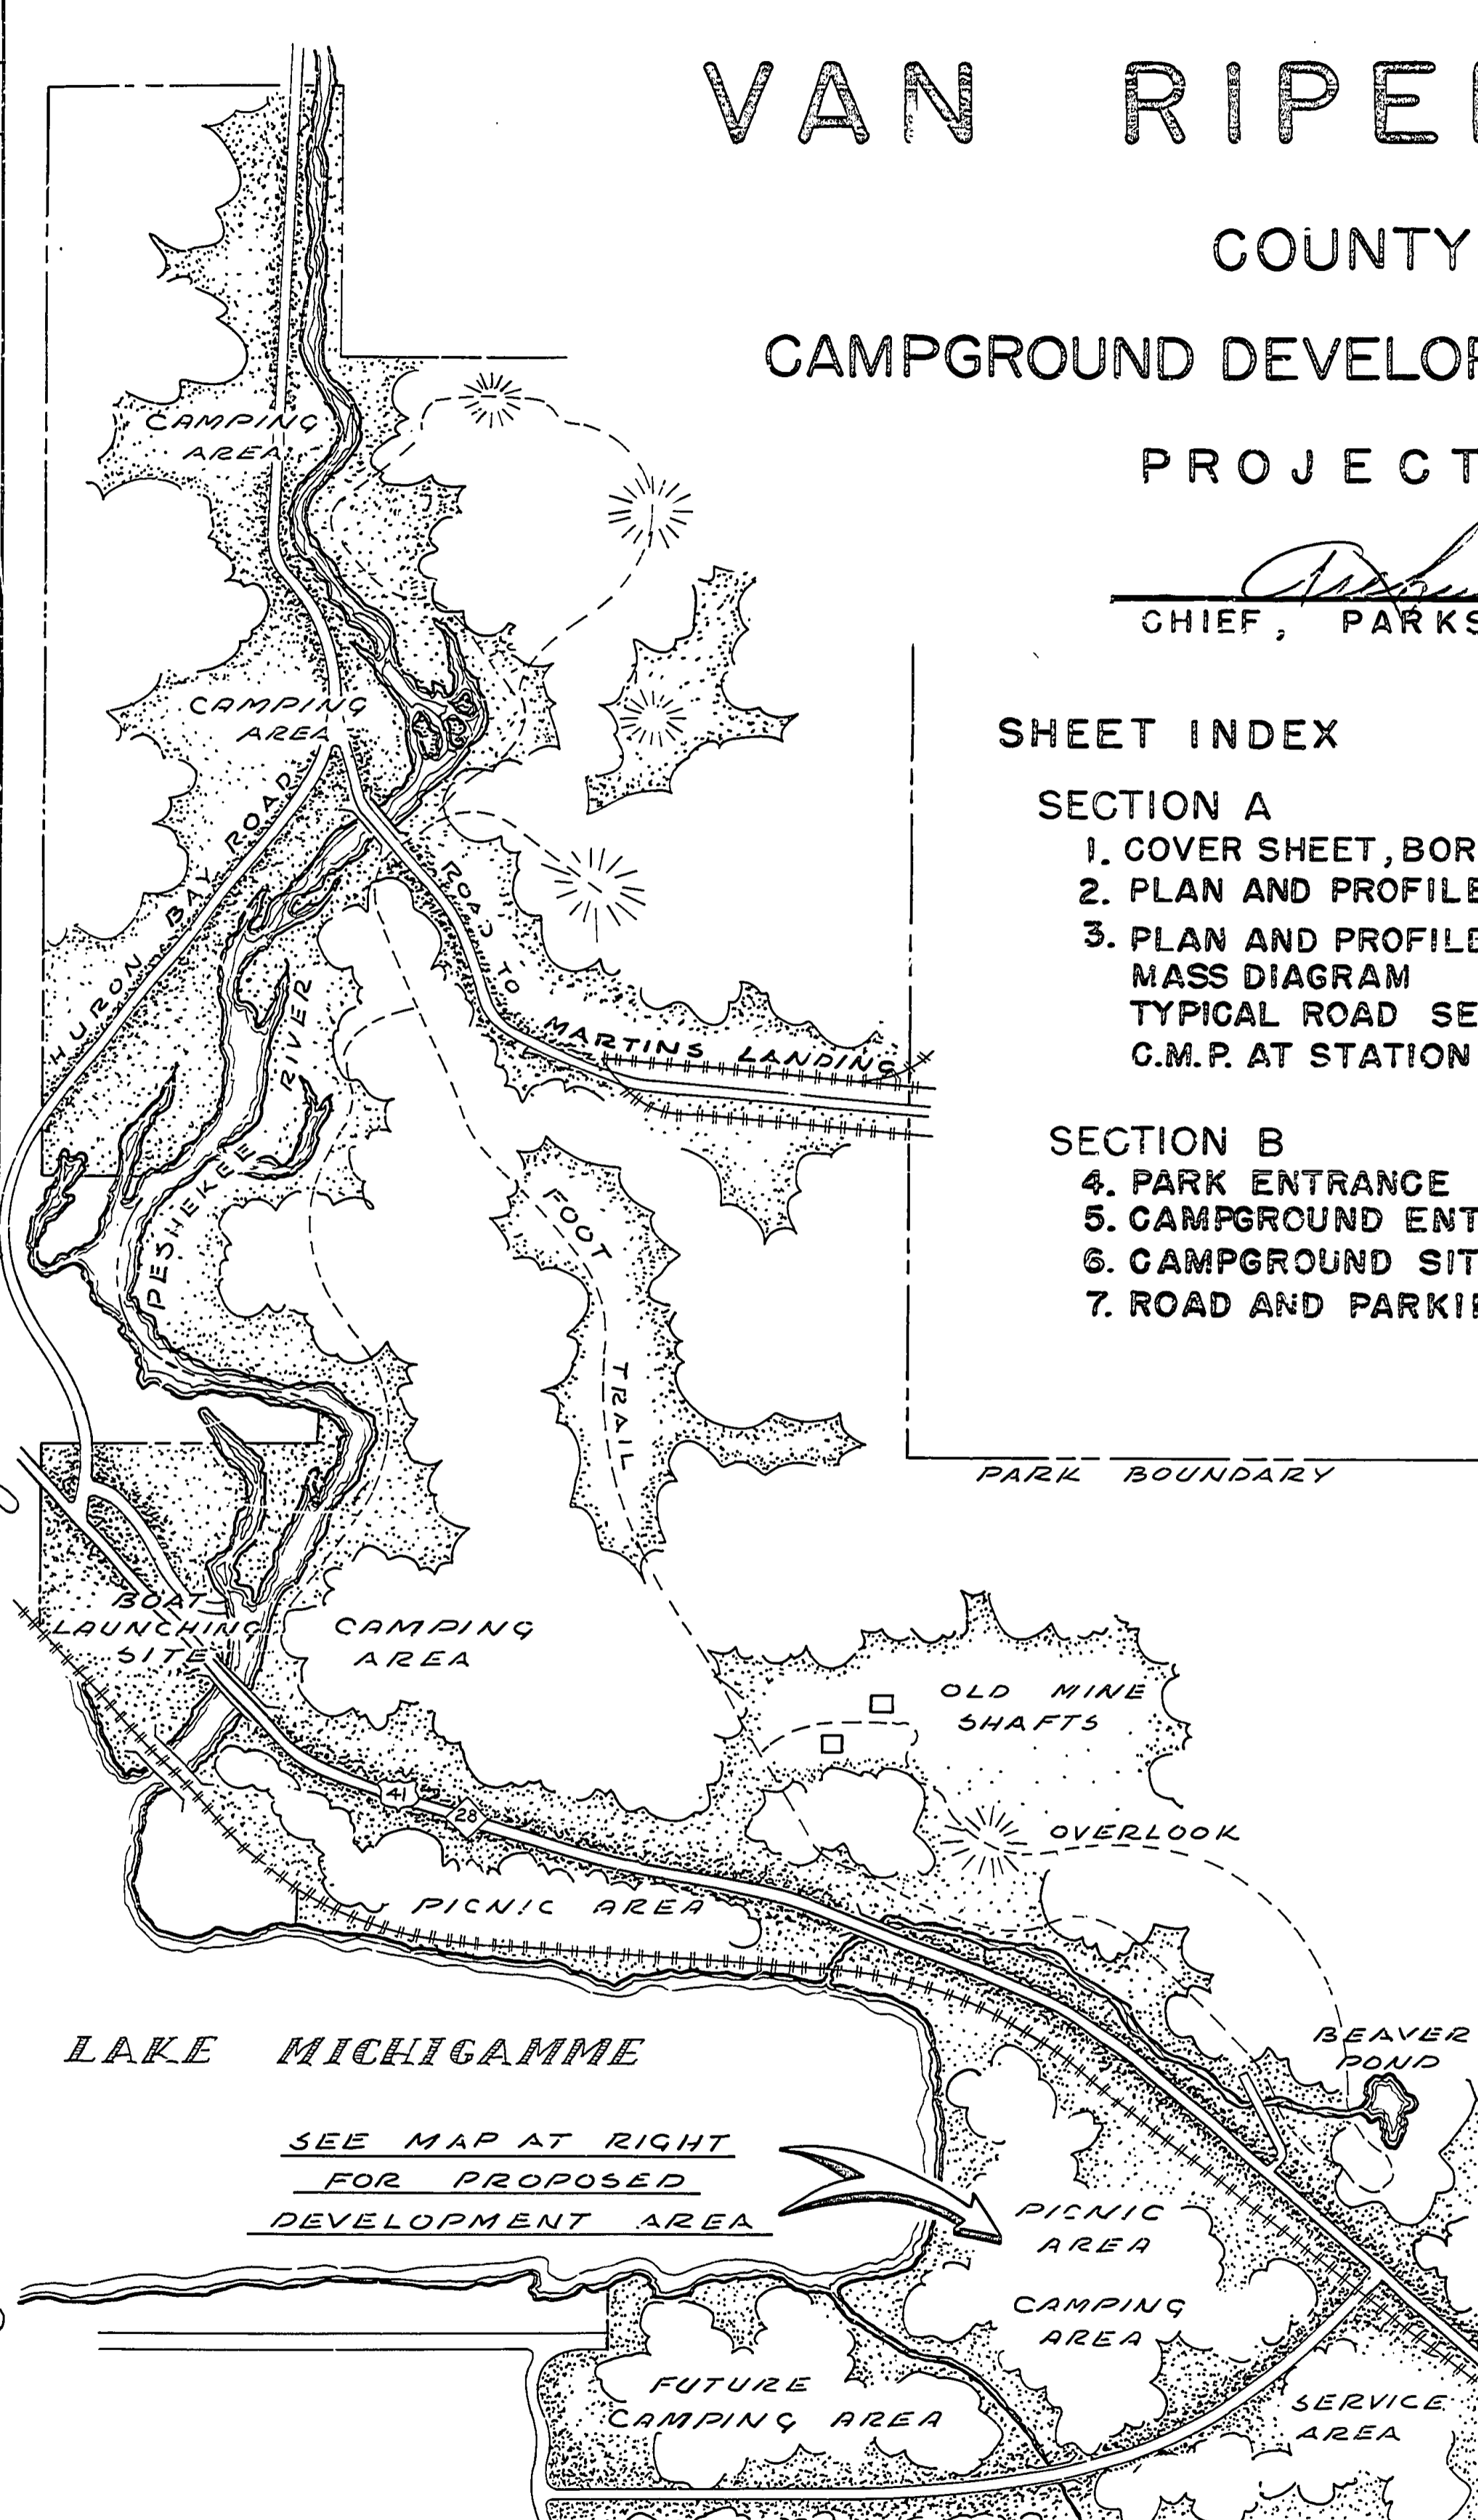 VAN RIPE
COUNTY
CAMPGROUND DEVELO
PROJECT
CHIEF, PARKS
SHEET INDEX
SECTION A
1. COVER SHEET, BOR
2. PLAN AND PROFILE
3. PLAN AND PROFILE
MASS DIAGRAM
TYPICAL ROAD SE
C.M.P. AT STATION
SECTION B
4. PARK ENTRANCE
5. CAMPGROUND ENT
6. CAMPGROUND SIT
7. ROAD AND PARKI
PARK BOUNDARY
CAMPING
AREA
CAMPING
AREA
HURON BAY ROAD
ROAD TO
MARTINS LANDING
PESHEKEE RIVER
FOOT
TRAIL
BOAT
LAUNCHING
SITE
CAMPING
AREA
OLD MINE
SHAFTS
41
28
OVERLOOK
PICNIC AREA
LAKE MICHIGAMME
BEAVER
POND
SEE MAP AT RIGHT
FOR PROPOSED
DEVELOPMENT AREA
PICNIC
AREA
CAMPING
AREA
FUTURE
CAMPING AREA
SERVICE
AREA